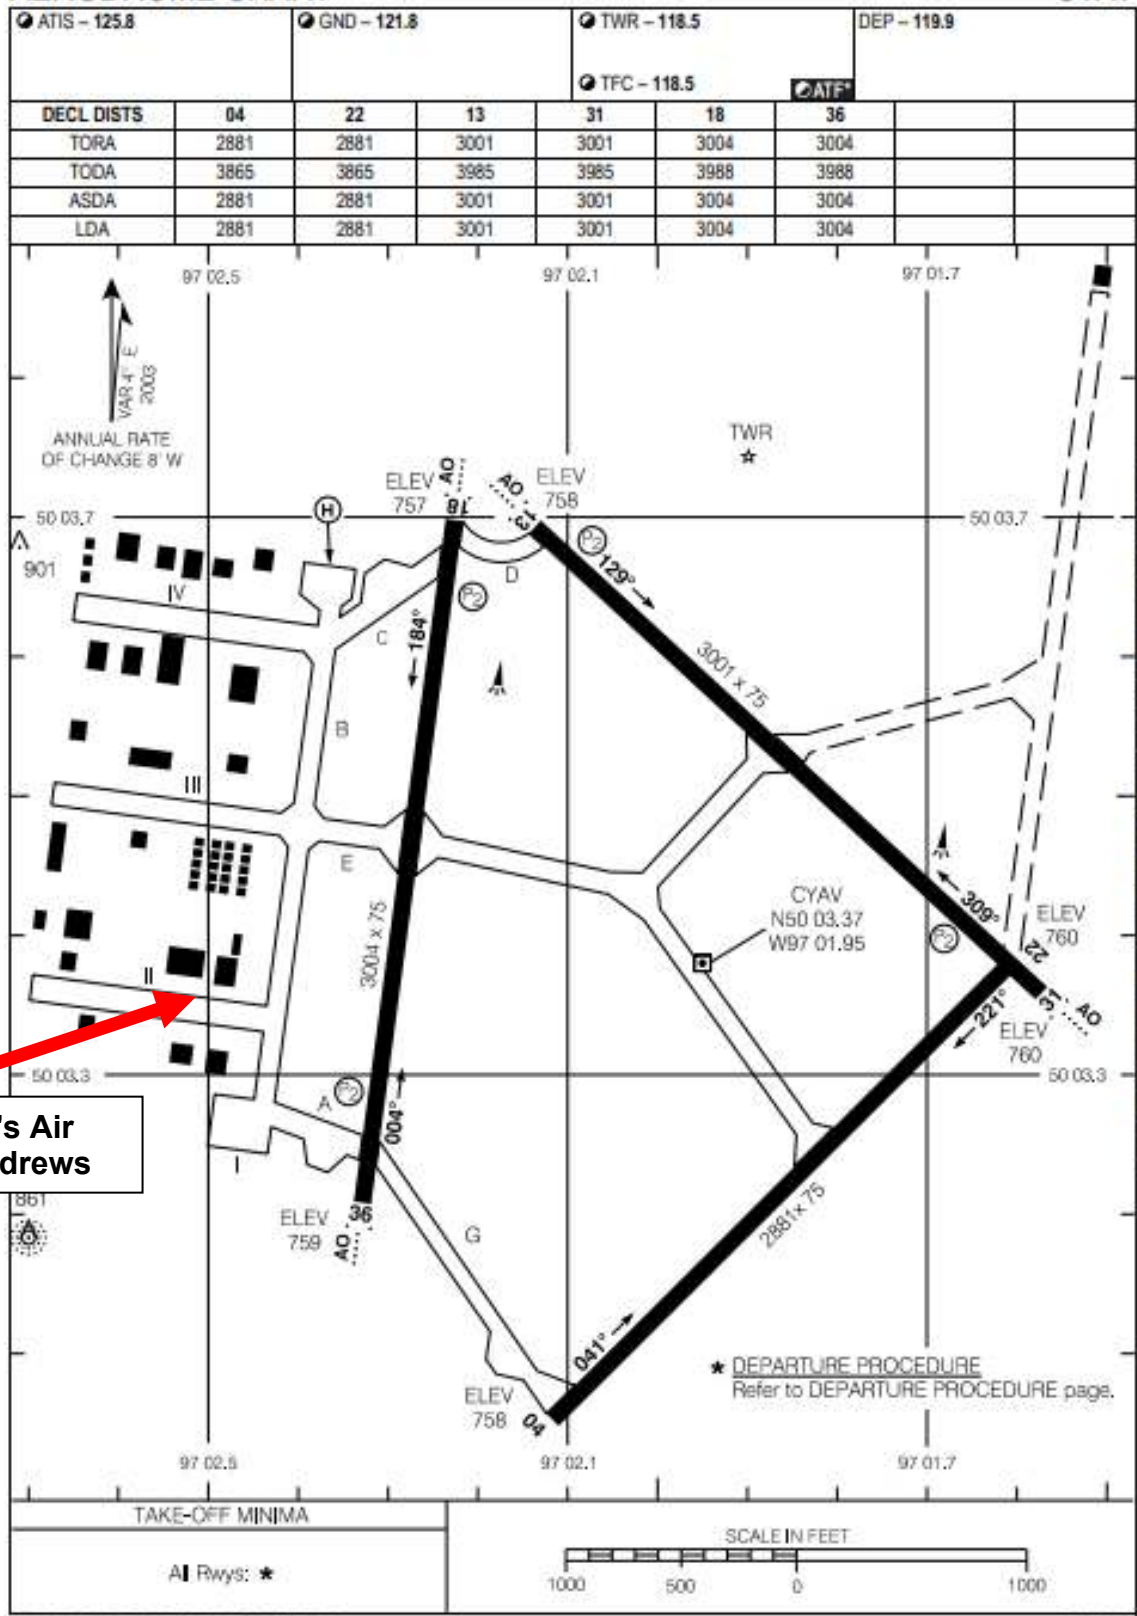 ATIS – 125.8
GND – 121.8
TWR – 118.5
DEP – 119.9
TFC – 118.5
ATF*
DECL DISTS 04 22 13 31 18 36
TORA 2881 2881 3001 3001 3004 3004
TODA 3865 3865 3985 3985 3988 3988
ASDA 2881 2881 3001 3001 3004 3004
LDA 2881 2881 3001 3001 3004 3004
97 02.5
97 02.1
97 01.7
VAR 4° E
2003
ANNUAL RATE
OF CHANGE 8' W
TWR
ELEV
757
AO
18
AO
13
ELEV
758
50 03.7
50 03.7
H
901
IV
P2
129°
D
P2
C
184°
3001 x 75
B
III
E
3004 x 75
CYAV
N50 03.37
W97 01.95
309°
P2
ELEV
760
22
II
221°
31
AO
ELEV
760
50 03.3
50 03.3
P2
A
004°
's Air
drews
I
861
36
ELEV
759
AO
G
2881 x 75
041°
ELEV
758
04
* DEPARTURE PROCEDURE
Refer to DEPARTURE PROCEDURE page.
97 02.5
97 02.1
97 01.7
TAKE-OFF MINIMA
All Rwys: *
SCALE IN FEET
1000 500 0 1000